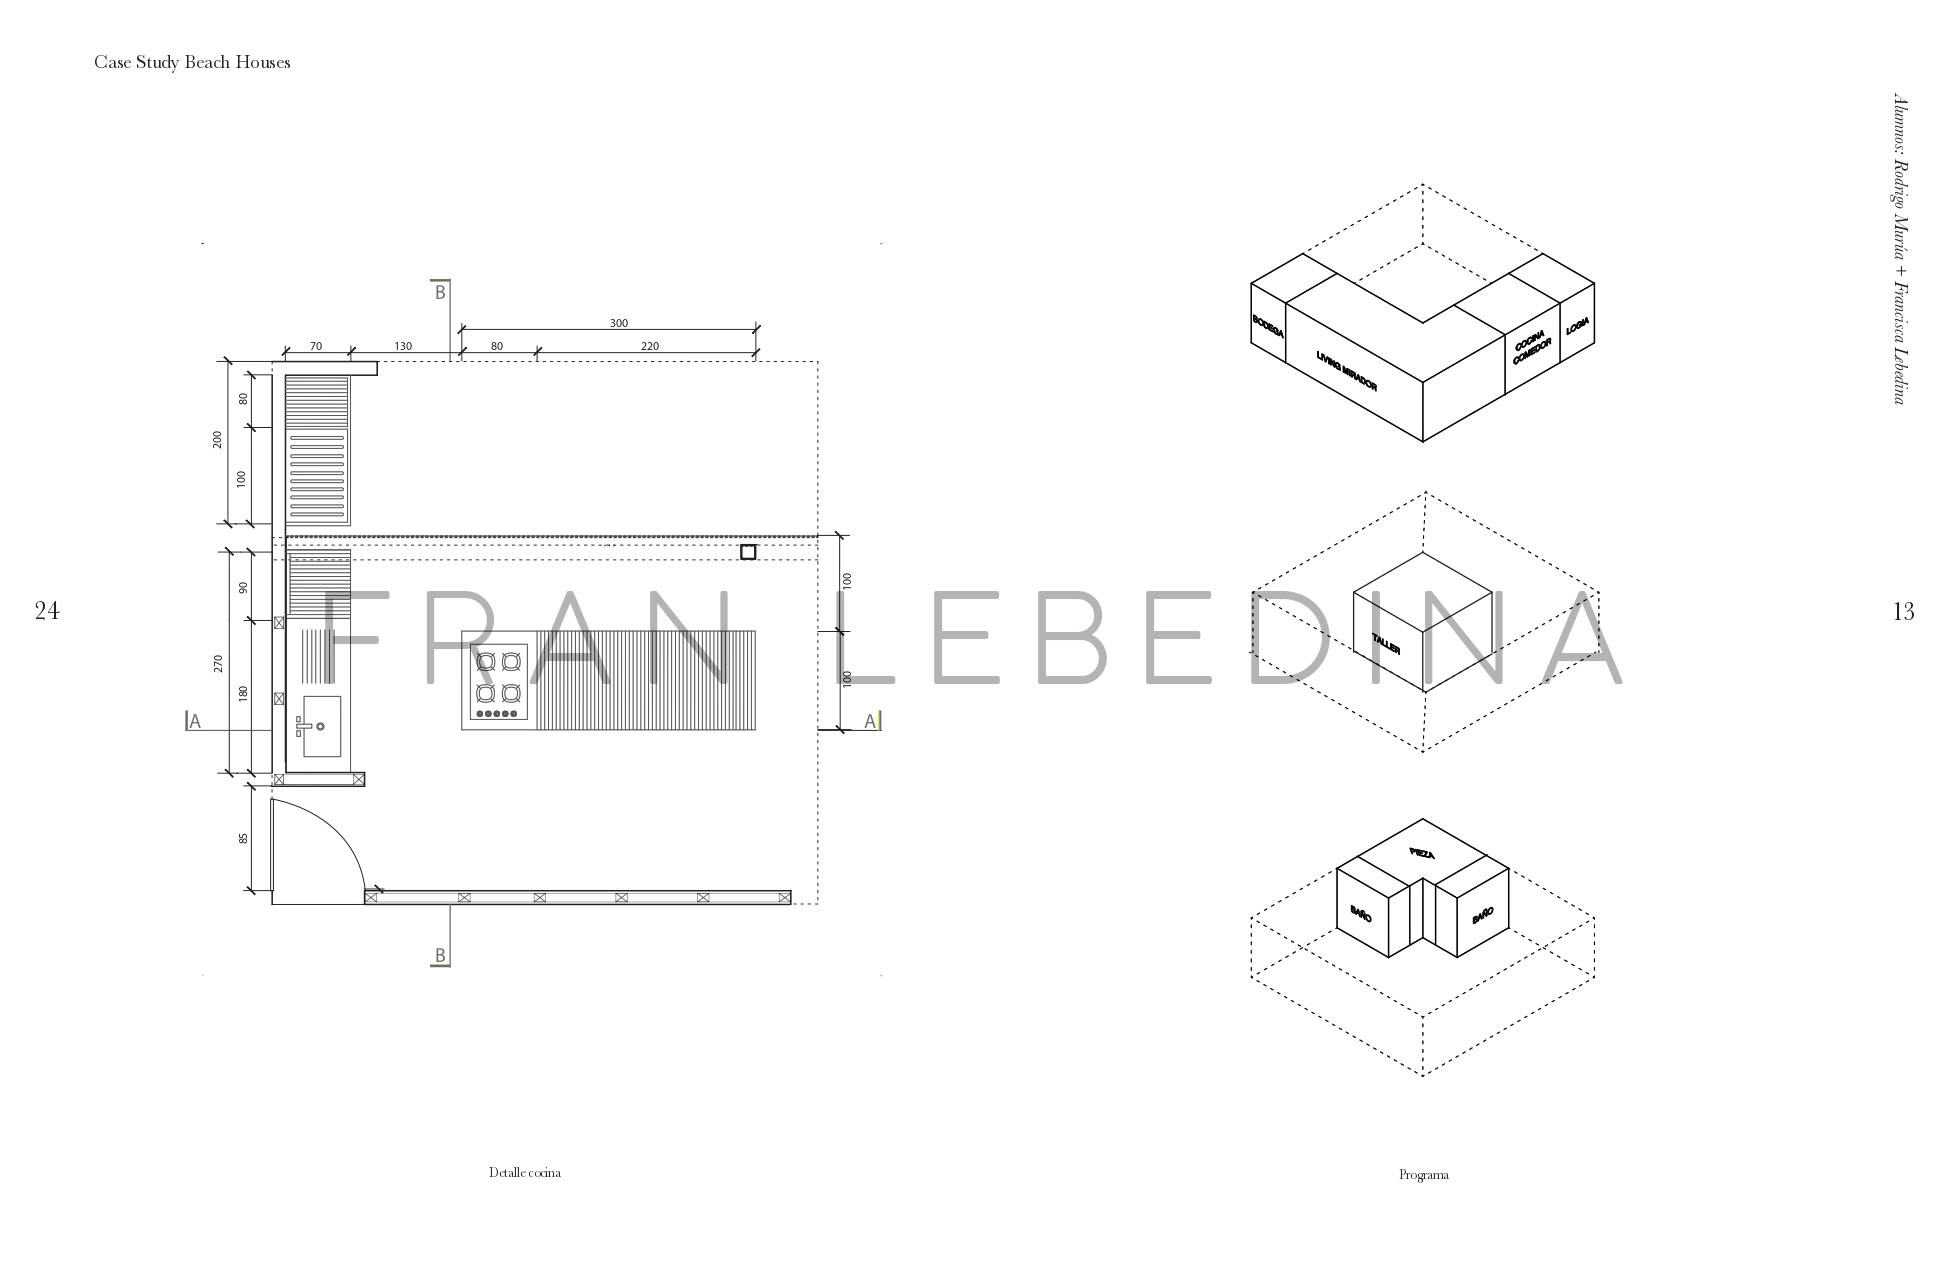 Case Study Beach Houses
Alumnos: Rodrigo Murúa + Francisca Lebedina
24
13
B
300
70
130
80
220
80
200
100
90
270
180
85
100
100
A
A
B
FRAN LEBEDINA
BODEGA
LIVING MIRADOR
COCINA
COMEDOR
LOGIA
TALLER
PIEZA
BAÑO
BAÑO
Detalle cocina
Programa